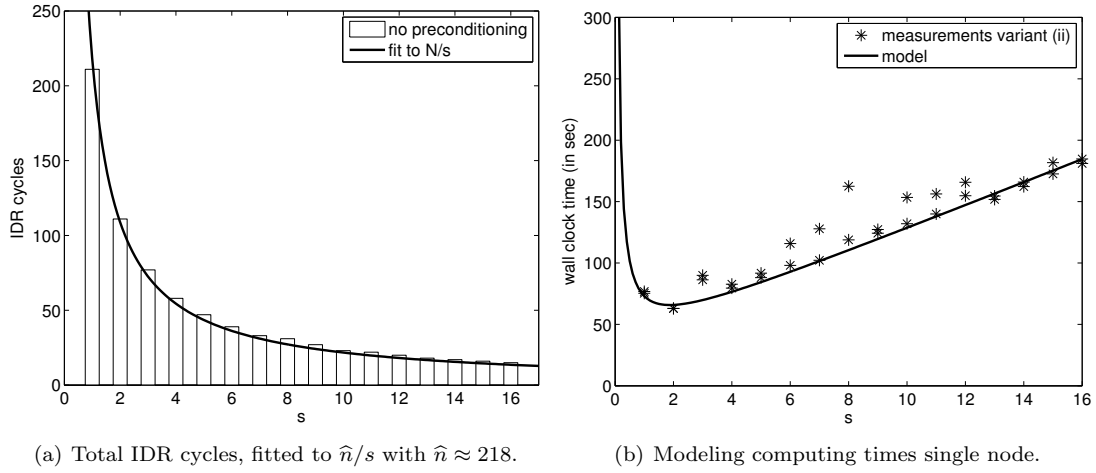 250
200
150
100
50
0
IDR cycles
0 2 4 6 8 10 12 14 16
s
no preconditioning
fit to N/s
300
250
200
150
100
50
0
wall clock time (in sec)
0 2 4 6 8 10 12 14 16
s
measurements variant (ii)
model
(a) Total IDR cycles, fitted to n̂/s with n̂ ≈ 218.
(b) Modeling computing times single node.